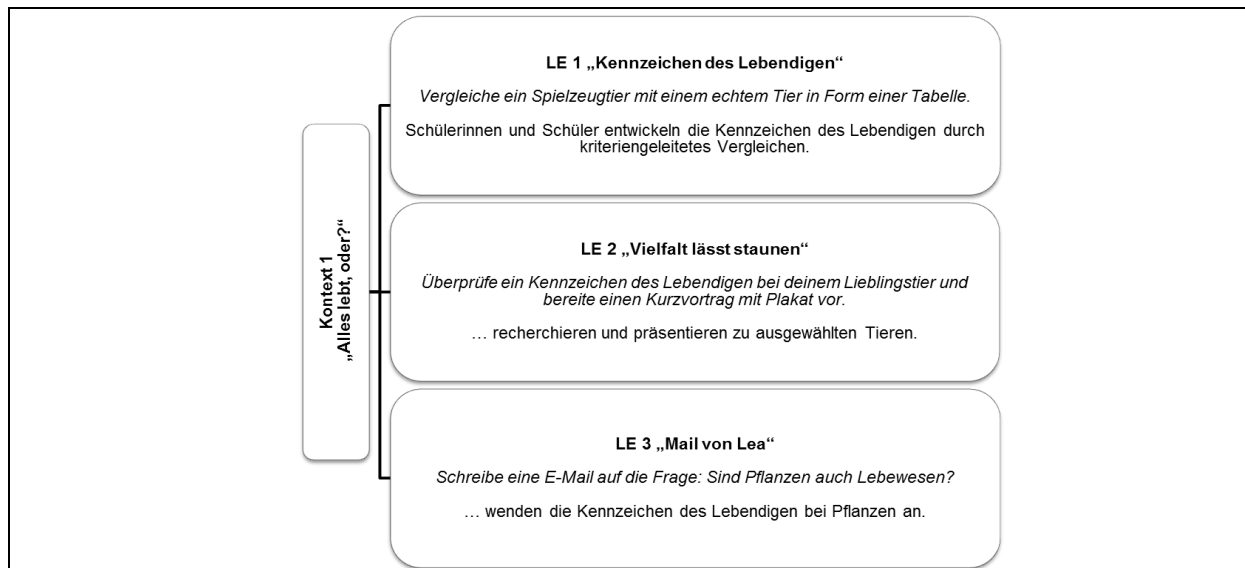 Kontext 1
„Alles lebt, oder?“
LE 1 „Kennzeichen des Lebendigen“
Vergleiche ein Spielzeugtier mit einem echtem Tier in Form einer Tabelle.
Schülerinnen und Schüler entwickeln die Kennzeichen des Lebendigen durch
kriteriengeleitetes Vergleichen.
LE 2 „Vielfalt lässt staunen“
Überprüfe ein Kennzeichen des Lebendigen bei deinem Lieblingstier und
bereite einen Kurzvortrag mit Plakat vor.
… recherchieren und präsentieren zu ausgewählten Tieren.
LE 3 „Mail von Lea“
Schreibe eine E-Mail auf die Frage: Sind Pflanzen auch Lebewesen?
… wenden die Kennzeichen des Lebendigen bei Pflanzen an.